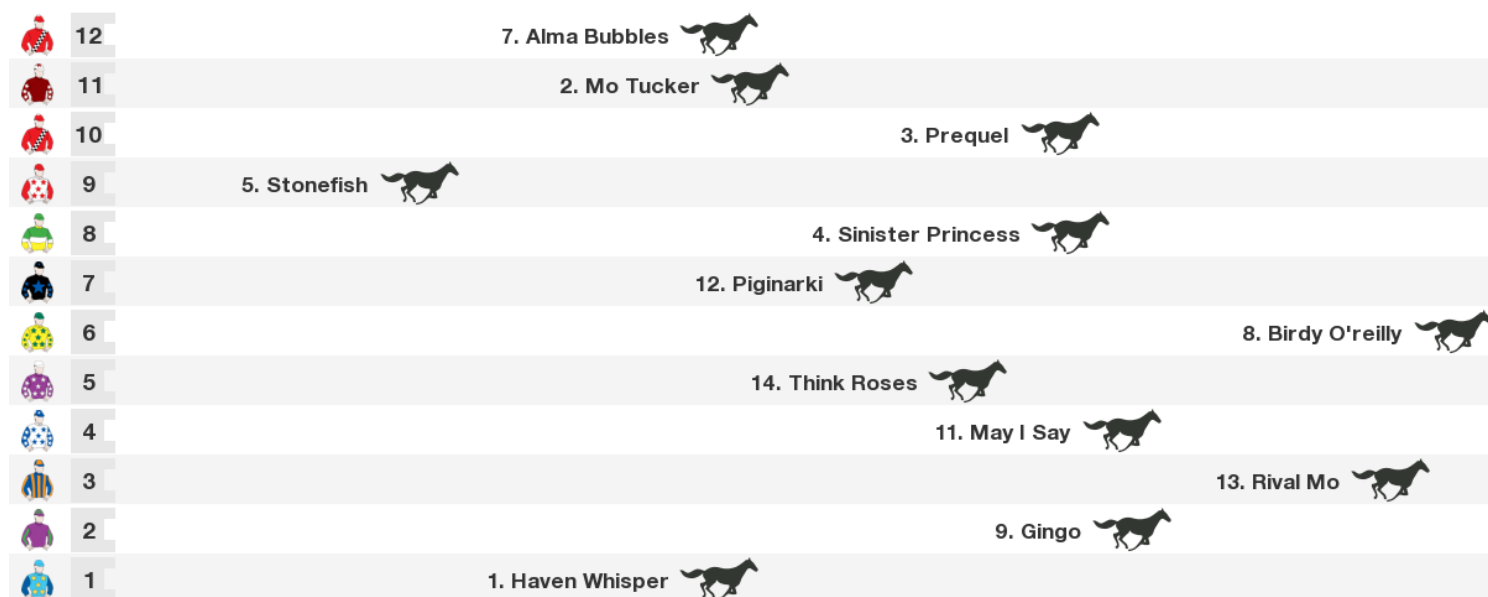 12 7. Alma Bubbles
11 2. Mo Tucker
10 3. Prequel
9 5. Stonefish
8 4. Sinister Princess
7 12. Piginarki
6 8. Birdy O'reilly
5 14. Think Roses
4 11. May I Say
3 13. Rival Mo
2 9. Gingo
1 1. Haven Whisper